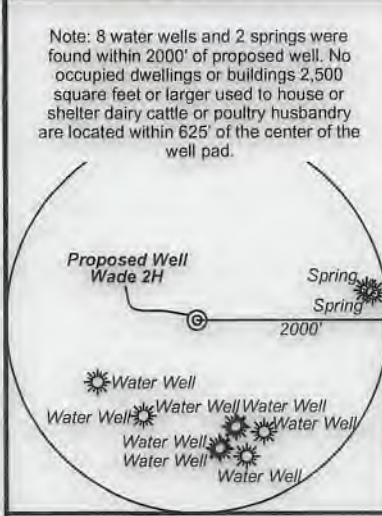 Note: 8 water wells and 2 springs were
found within 2000' of proposed well. No
occupied dwellings or buildings 2,500
square feet or larger used to house or
shelter dairy cattle or poultry husbandry
are located within 625' of the center of the
well pad.
Proposed Well
Wade 2H
Spring
Spring
2000'
Water Well
Water Well Water Well Water Well
Water Well
Water Well
Water Well
Water Well